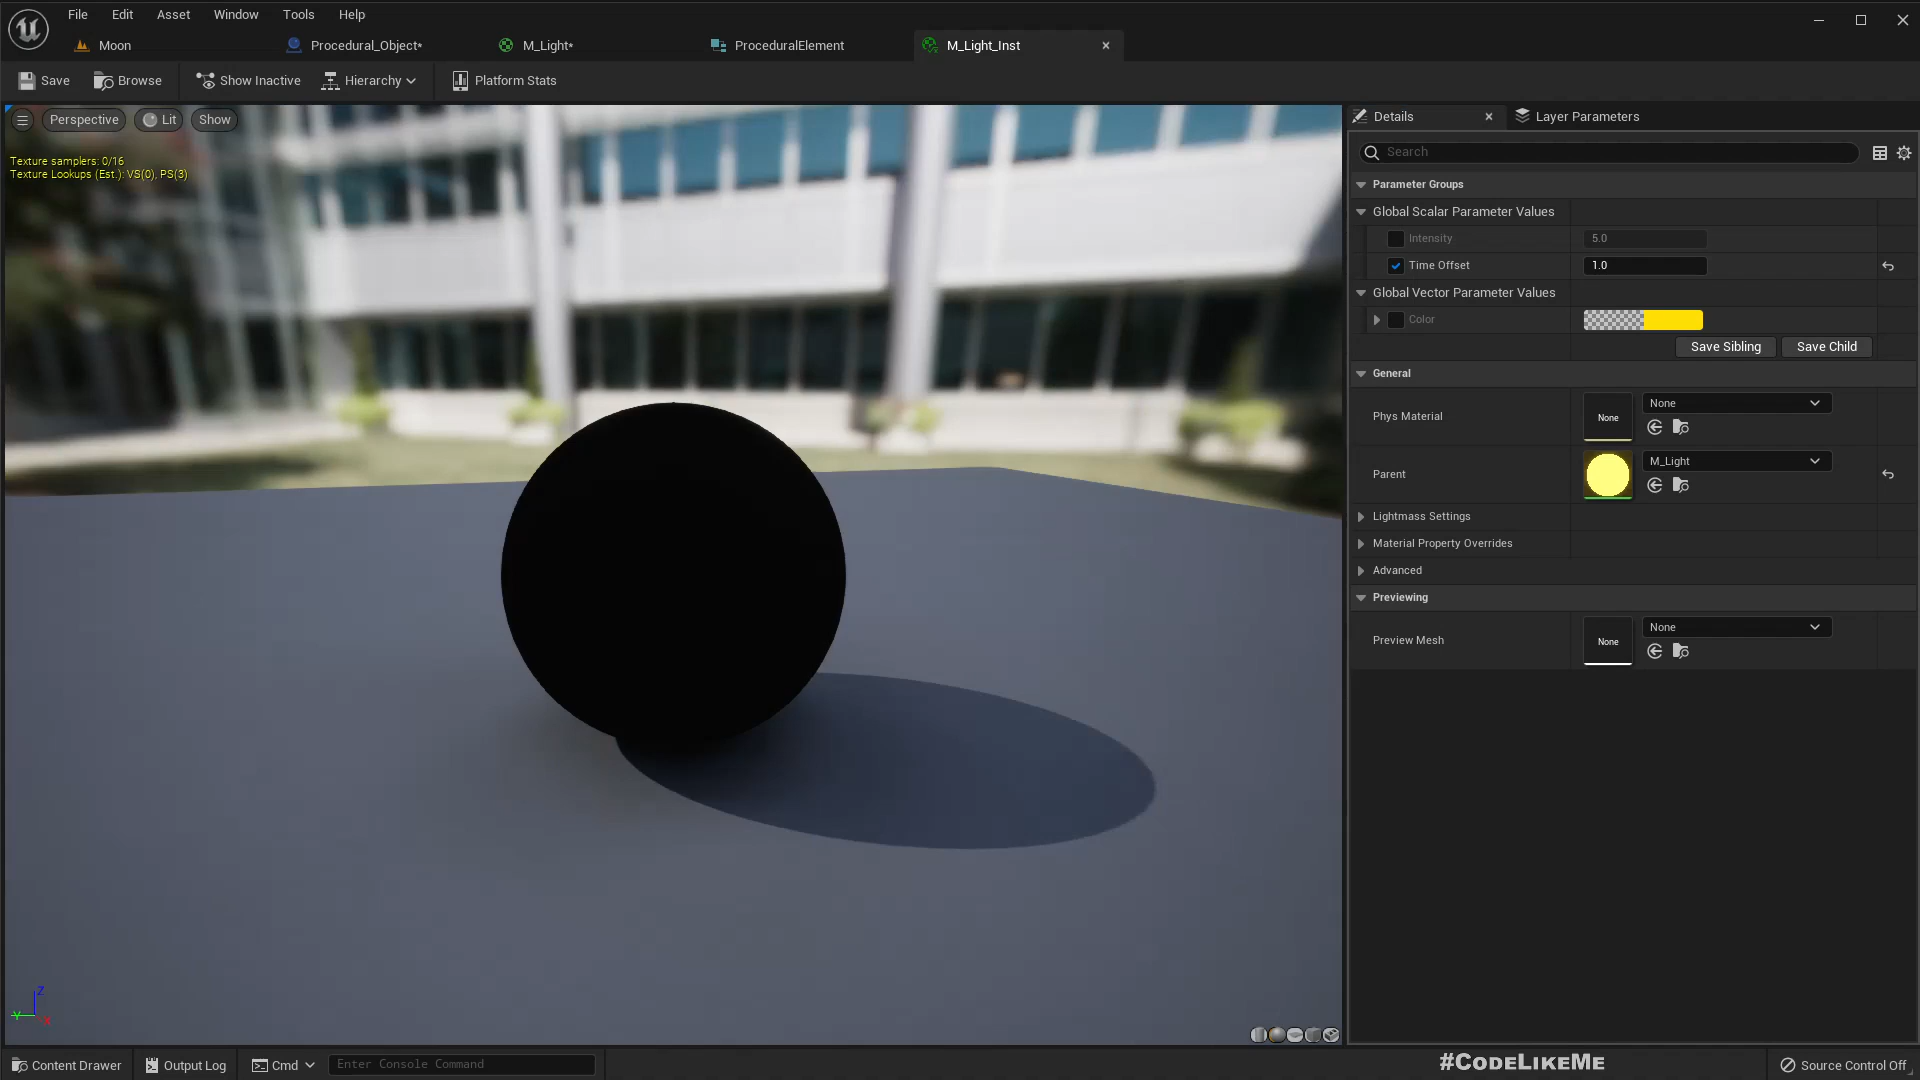 File Edit Asset Window Tools Help
Moon Procedural_Object* M_Light* ProceduralElement M_Light_Inst
Save Browse Show Inactive Hierarchy Platform Stats
Perspective Lit Show
Texture samplers: 0/16
Texture Lookups (Est.): VS(0), PS(3)
Details Layer Parameters
Search
Parameter Groups
Global Scalar Parameter Values
Intensity 5.0
Time Offset 1.0
Global Vector Parameter Values
Color
Save Sibling Save Child
General
Phys Material None None
Parent M_Light
Lightmass Settings
Material Property Overrides
Advanced
Previewing
Preview Mesh None None
Z
Y X
Content Drawer Output Log Cmd Enter Console Command #CODELIKEME Source Control Off